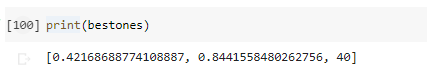 [100] print(bestones)
[0.42168688774108887, 0.8441558480262756, 40]